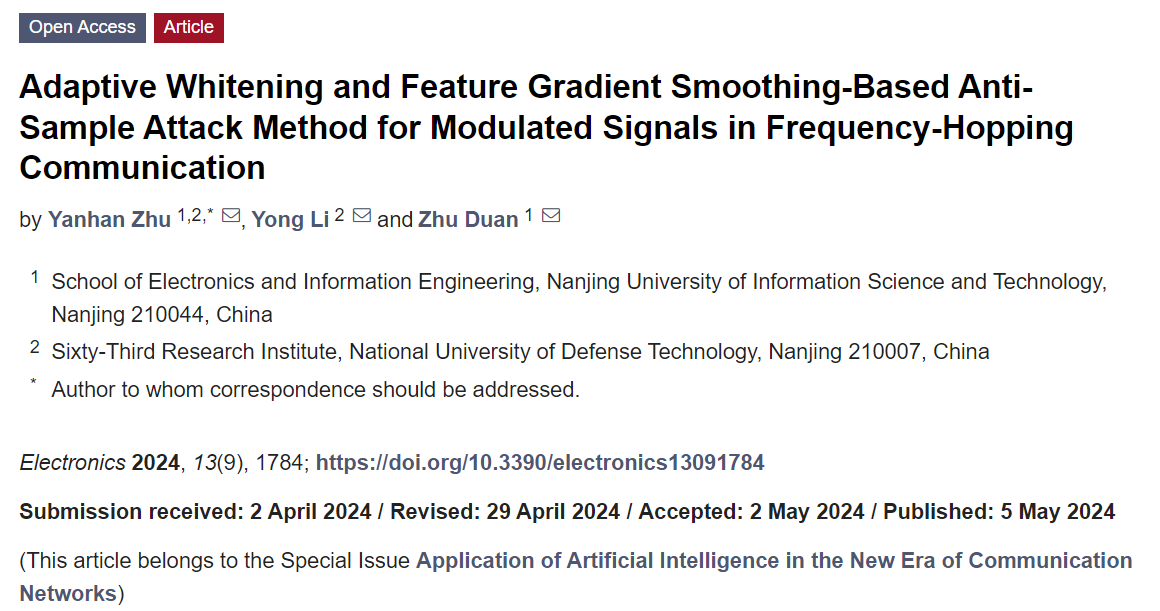 Open Access Article
Adaptive Whitening and Feature Gradient Smoothing-Based Anti-
Sample Attack Method for Modulated Signals in Frequency-Hopping
Communication
by Yanhan Zhu 1,2,* , Yong Li 2 and Zhu Duan 1
1 School of Electronics and Information Engineering, Nanjing University of Information Science and Technology,
Nanjing 210044, China
2 Sixty-Third Research Institute, National University of Defense Technology, Nanjing 210007, China
* Author to whom correspondence should be addressed.
Electronics 2024, 13(9), 1784; https://doi.org/10.3390/electronics13091784
Submission received: 2 April 2024 / Revised: 29 April 2024 / Accepted: 2 May 2024 / Published: 5 May 2024
(This article belongs to the Special Issue Application of Artificial Intelligence in the New Era of Communication
Networks)